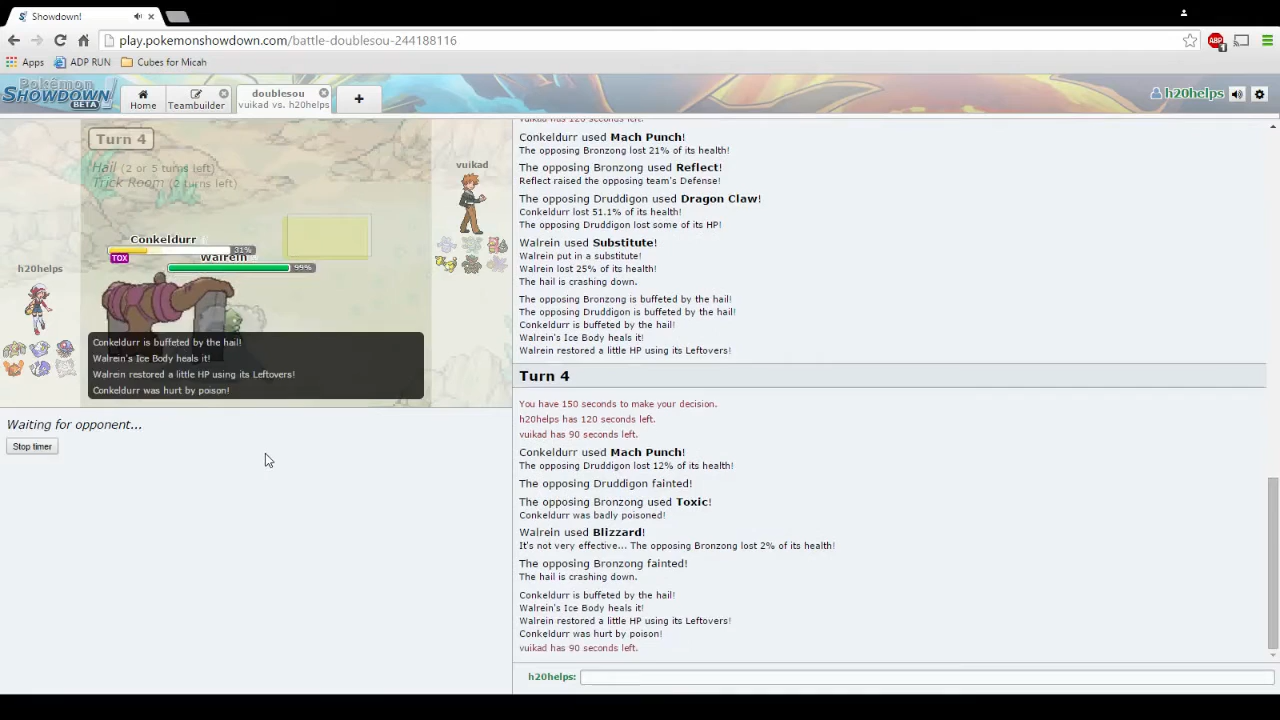 Showdown!
play.pokemonshowdown.com/battle-doublesou-244188116
ABP
Apps
ADP RUN
Cubes for Micah
Pokémon
SHOWDOWN!
BETA
Home
Teambuilder
doublesou
vuikad vs. h20helps
h20helps
Turn 4
Hail (2 or 5 turns left)
Trick Room (2 turns left)
vuikad
Conkeldurr
31%
TOX
Walrein
99%
h20helps
Conkeldurr is buffeted by the hail!
Walrein's Ice Body heals it!
Walrein restored a little HP using its Leftovers!
Conkeldurr was hurt by poison!
Waiting for opponent...
Stop timer
vuikad has 120 seconds left.
Conkeldurr used Mach Punch!
The opposing Bronzong lost 21% of its health!
The opposing Bronzong used Reflect!
Reflect raised the opposing team's Defense!
The opposing Druddigon used Dragon Claw!
Conkeldurr lost 51.1% of its health!
The opposing Druddigon lost some of its HP!
Walrein used Substitute!
Walrein put in a substitute!
Walrein lost 25% of its health!
The hail is crashing down.
The opposing Bronzong is buffeted by the hail!
The opposing Druddigon is buffeted by the hail!
Conkeldurr is buffeted by the hail!
Walrein's Ice Body heals it!
Walrein restored a little HP using its Leftovers!
Turn 4
You have 150 seconds to make your decision.
h20helps has 120 seconds left.
vuikad has 90 seconds left.
Conkeldurr used Mach Punch!
The opposing Druddigon lost 12% of its health!
The opposing Druddigon fainted!
The opposing Bronzong used Toxic!
Conkeldurr was badly poisoned!
Walrein used Blizzard!
It's not very effective... The opposing Bronzong lost 2% of its health!
The opposing Bronzong fainted!
The hail is crashing down.
Conkeldurr is buffeted by the hail!
Walrein's Ice Body heals it!
Walrein restored a little HP using its Leftovers!
Conkeldurr was hurt by poison!
vuikad has 90 seconds left.
h20helps: